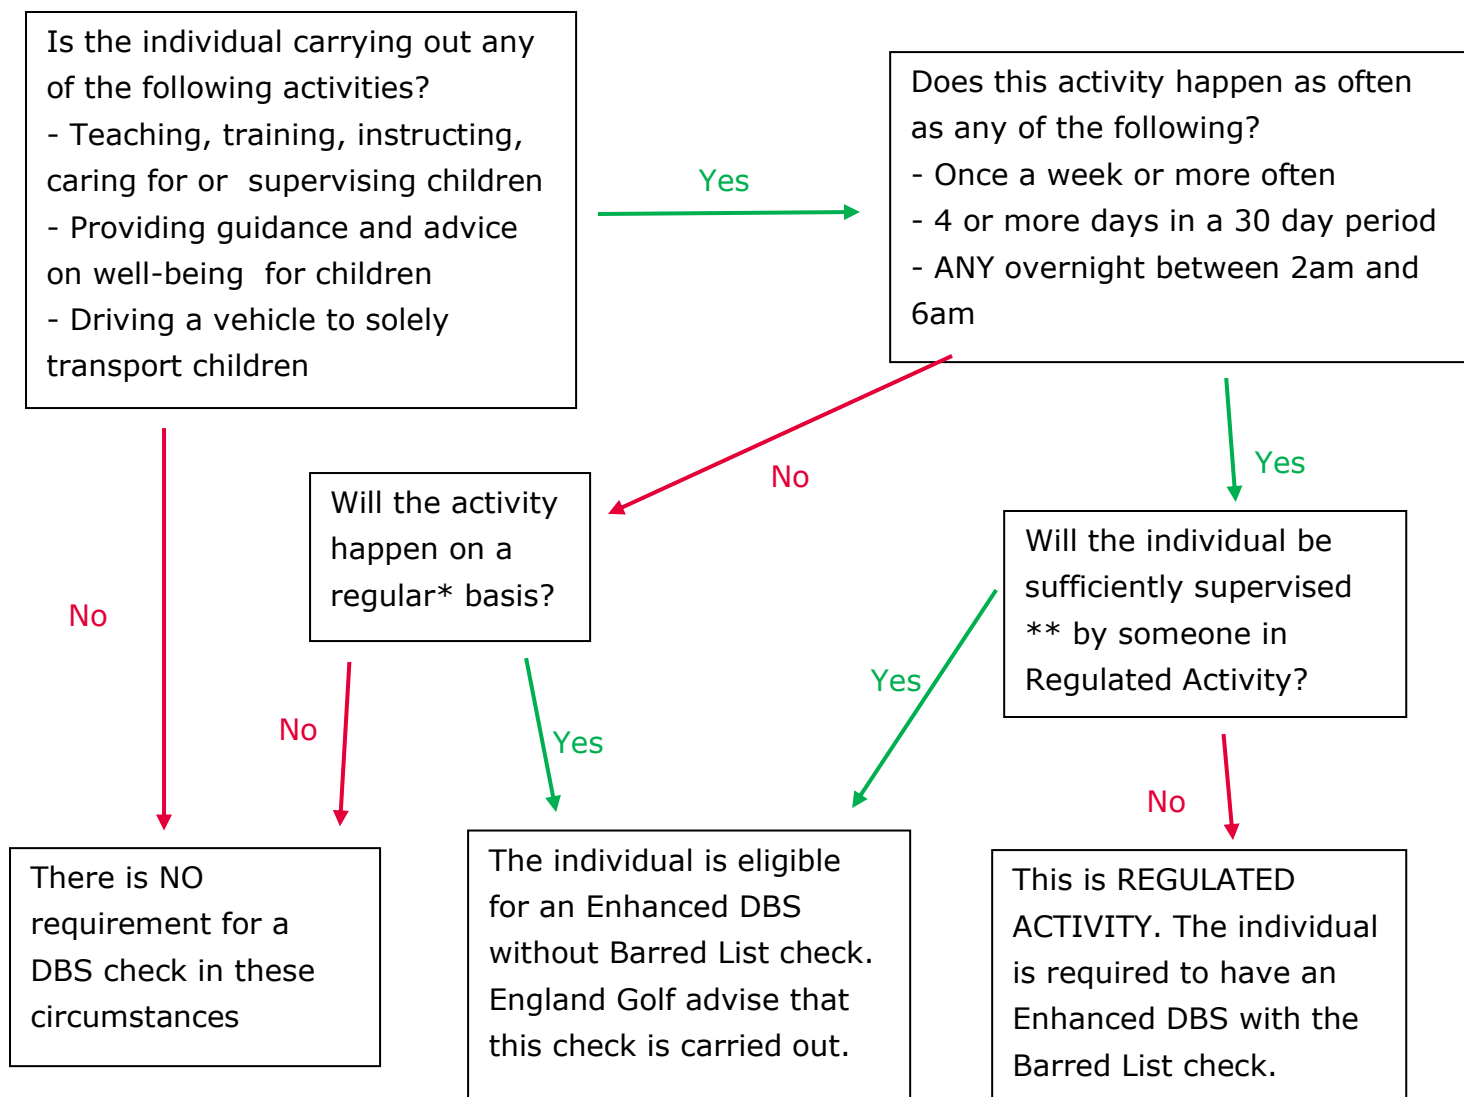 Is the individual carrying out any
of the following activities?
- Teaching, training, instructing,
caring for or  supervising children
- Providing guidance and advice
on well-being  for children
- Driving a vehicle to solely
transport children
Yes
Does this activity happen as often
as any of the following?
- Once a week or more often
- 4 or more days in a 30 day period
- ANY overnight between 2am and
6am
No
Will the activity
happen on a
regular* basis?
No
Yes
Will the individual be
sufficiently supervised
** by someone in
Regulated Activity?
No
Yes
Yes
No
There is NO
requirement for a
DBS check in these
circumstances
The individual is eligible
for an Enhanced DBS
without Barred List check.
England Golf advise that
this check is carried out.
This is REGULATED
ACTIVITY. The individual
is required to have an
Enhanced DBS with the
Barred List check.